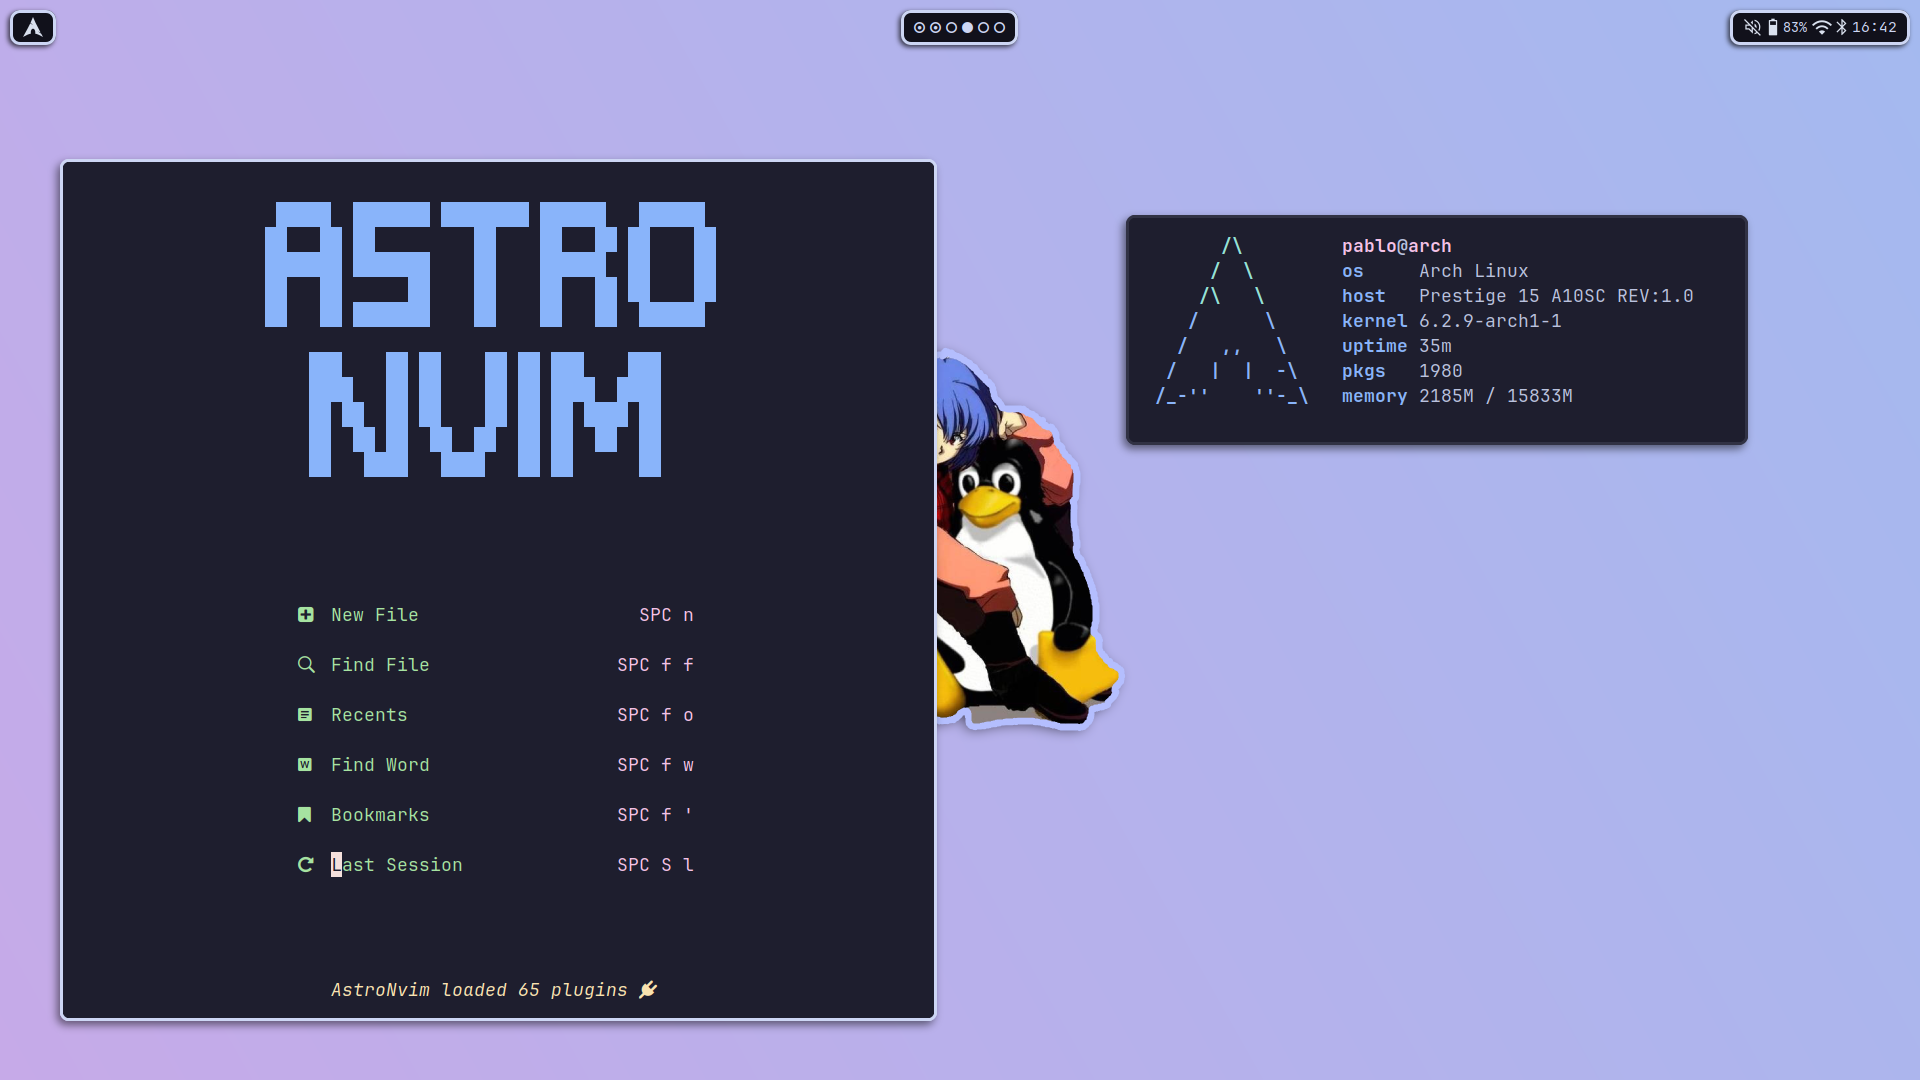 83% 16:42
ASTRO
NVIM
New File SPC n
Find File SPC f f
Recents SPC f o
Find Word SPC f w
Bookmarks SPC f '
Last Session SPC S l
AstroNvim loaded 65 plugins
pablo@arch
os Arch Linux
host Prestige 15 A10SC REV:1.0
kernel 6.2.9-arch1-1
uptime 35m
pkgs 1980
memory 2185M / 15833M